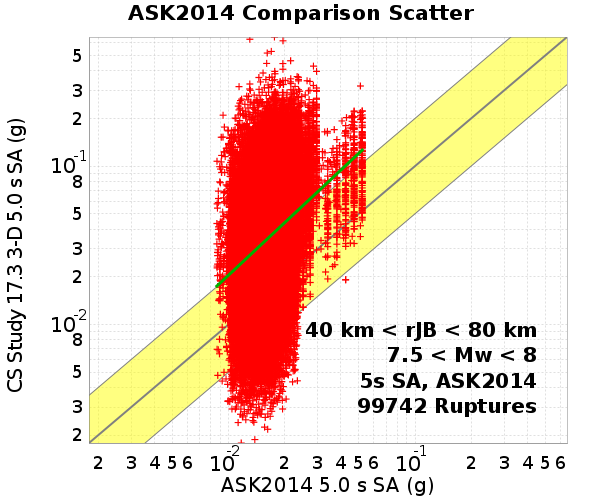 ASK2014 Comparison Scatter
CS Study 17.3 3-D 5.0 s SA (g)
5
3
2
10-1
8
5
3
2
10-2
8
5
3
2
40 km < rJB < 80 km
7.5 < Mw < 8
5s SA, ASK2014
99742 Ruptures
2 3 4 5 6 10-2 2 3 4 5 6 10-1 2 3 4 5 6
ASK2014 5.0 s SA (g)